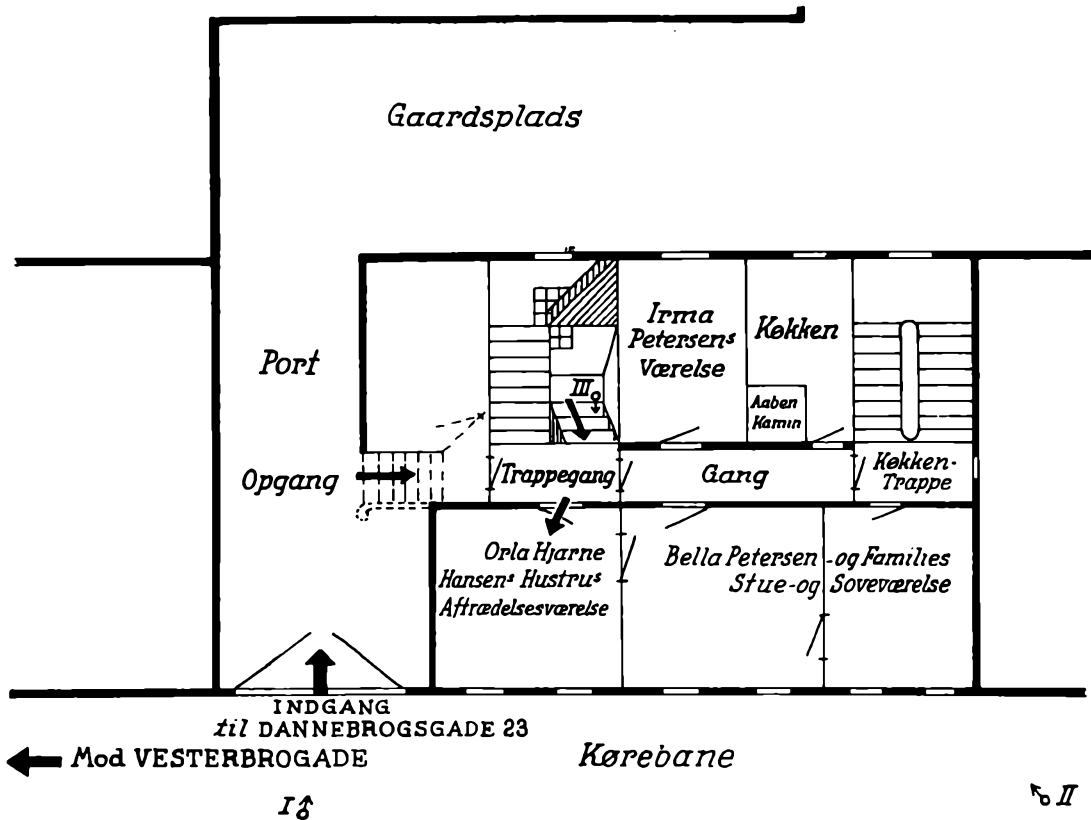 Gaardsplads
Irma
Petersens
Værelse
Køkken
Port
III
Aaben
Kamin
Opgang
Trappegang
Gang
Køkken-
Trappe
Orla Hjarne
Hansens Hustrus
Aftrædelsesværelse
Bella Petersen -og Families
Stue-og Soveværelse
INDGANG
til DANNEBROGSGADE 23
Mod VESTERBROGADE
Kørebane
I
II